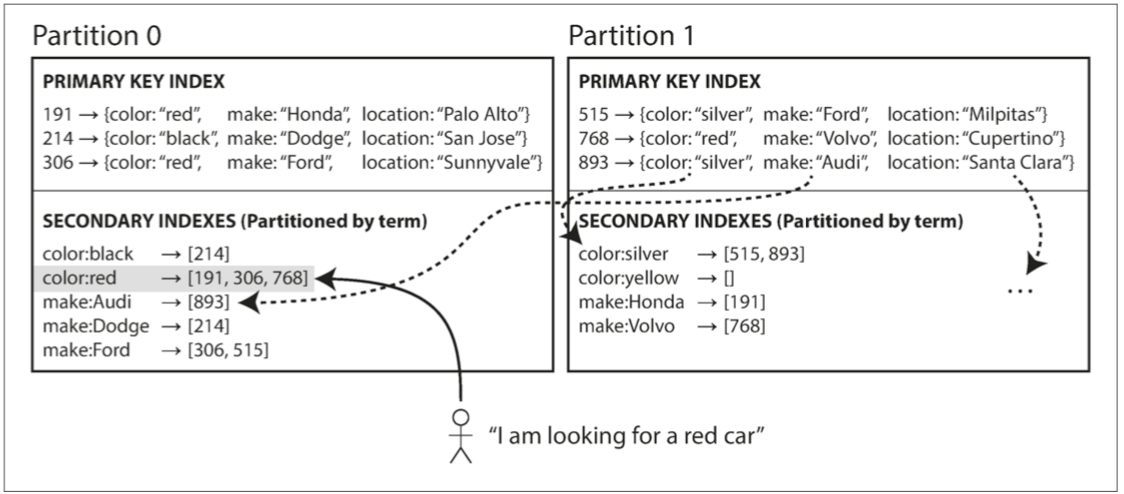 Partition 0
PRIMARY KEY INDEX
191 → {color: “red”, make: “Honda”, location: “Palo Alto”}
214 → {color: “black”, make: “Dodge”, location: “San Jose”}
306 → {color: “red”, make: “Ford”, location: “Sunnyvale”}
SECONDARY INDEXES (Partitioned by term)
color:black → [214]
color:red → [191, 306, 768]
make:Audi → [893]
make:Dodge → [214]
make:Ford → [306, 515]
Partition 1
PRIMARY KEY INDEX
515 → {color: “silver”, make: “Ford”, location: “Milpitas”}
768 → {color: “red”, make: “Volvo”, location: “Cupertino”}
893 → {color: “silver”, make: “Audi”, location: “Santa Clara”}
SECONDARY INDEXES (Partitioned by term)
color:silver → [515, 893]
color:yellow → []
make:Honda → [191]
make:Volvo → [768]
...
“I am looking for a red car”